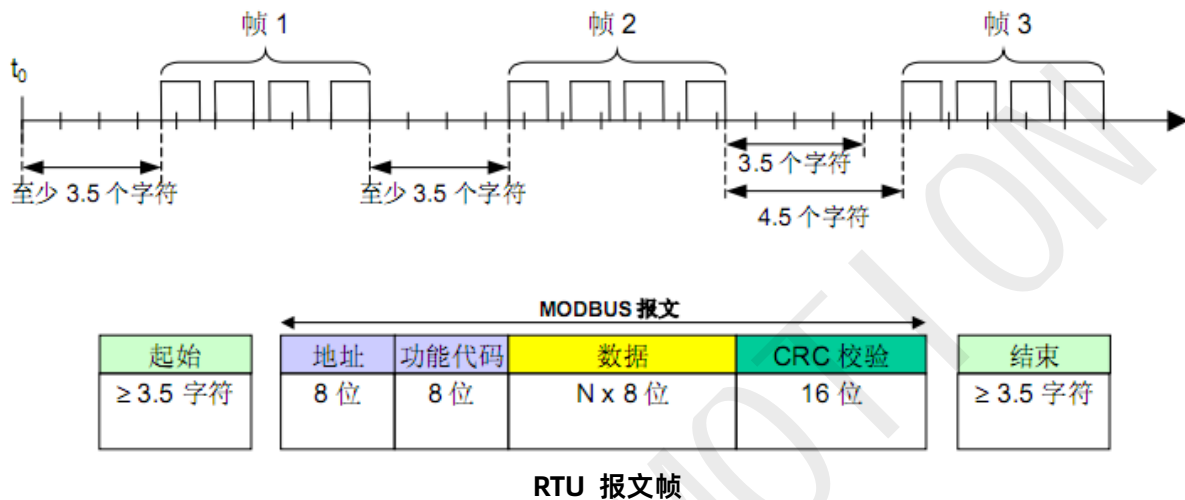 帧 1 帧 2 帧 3
t0
至少 3.5 个字符 至少 3.5 个字符 3.5 个字符
4.5 个字符
MODBUS 报文
起始 地址 功能代码 数据 CRC 校验 结束
≥ 3.5 字符 8 位 8 位 N x 8 位 16 位 ≥ 3.5 字符
RTU 报文帧
MOTION